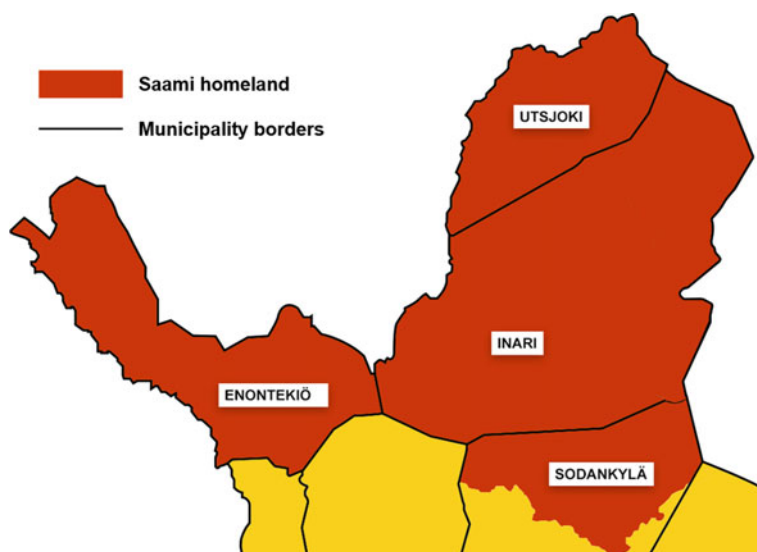 Saami homeland
Municipality borders
UTSJOKI
INARI
ENONTEKIÖ
SODANKYLÄ